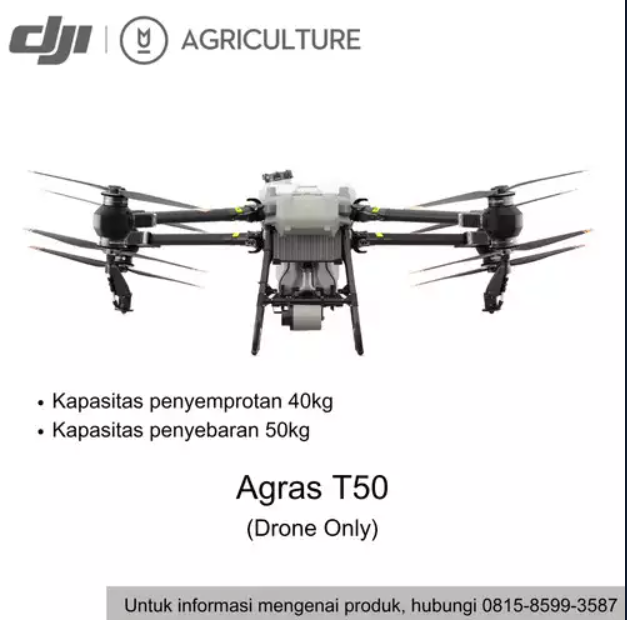 dji AGRICULTURE
• Kapasitas penyemprotan 40kg
• Kapasitas penyebaran 50kg
Agras T50
(Drone Only)
Untuk informasi mengenai produk, hubungi 0815-8599-3587